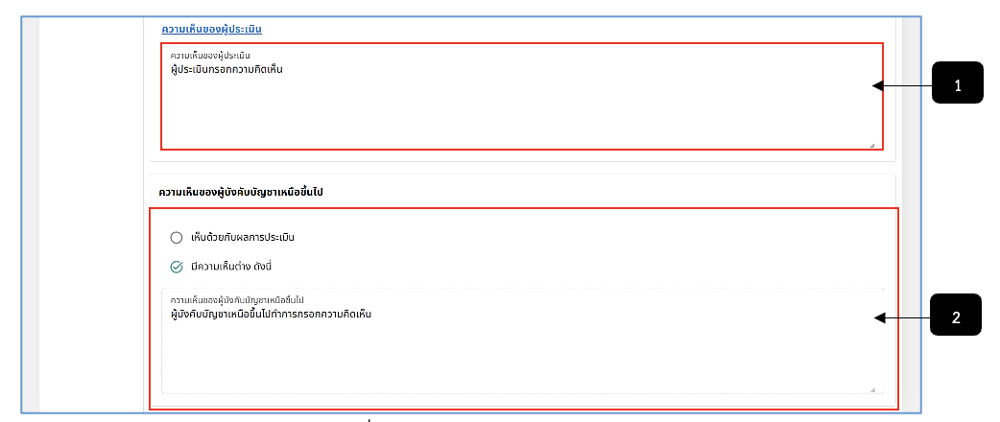 ความเห็นของผู้ประเมิน
ความเห็นของผู้ประเมิน
ผู้ประเมินกรอกความคิดเห็น
1
ความเห็นของผู้บังคับบัญชาเหนือขึ้นไป
เห็นด้วยกับผลการประเมิน
มีความเห็นต่าง ดังนี้
ความเห็นของผู้บังคับบัญชาเหนือขึ้นไป
ผู้บังคับบัญชาเหนือขึ้นไปทำการกรอกความคิดเห็น
2